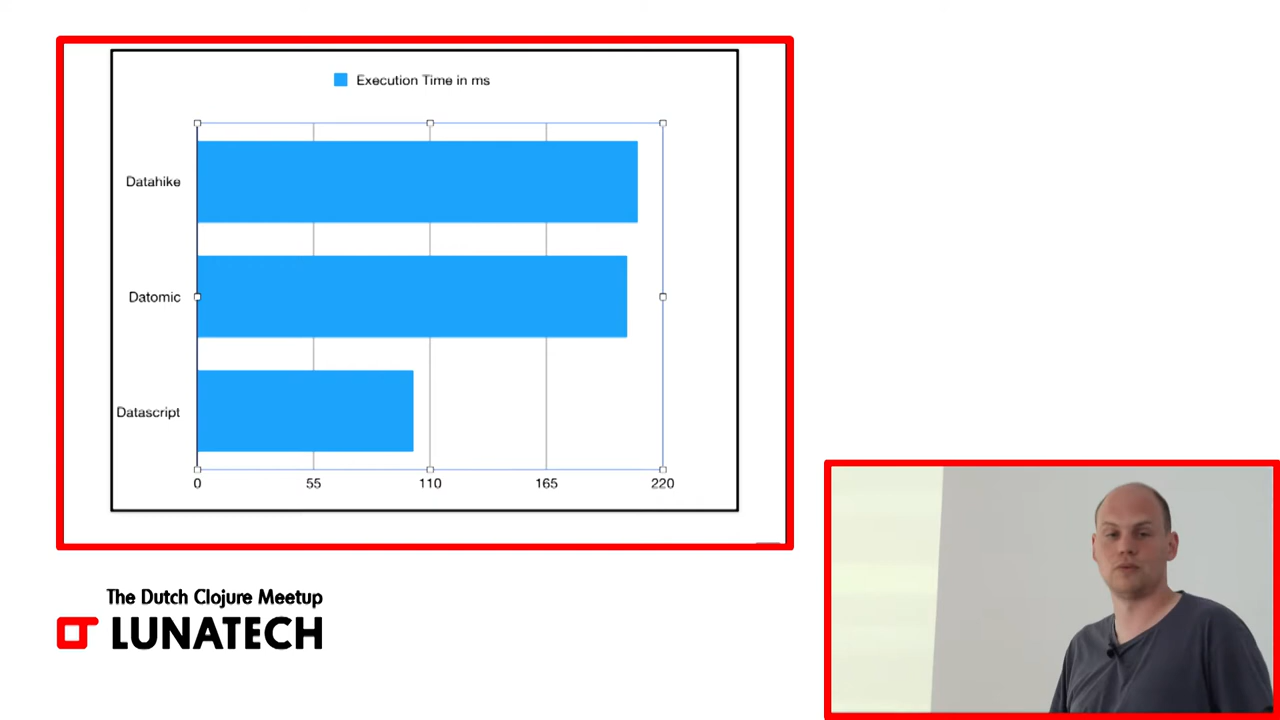 Execution Time in ms
Datahike
Datomic
Datascript
0 55 110 165 220
The Dutch Clojure Meetup
LUNATECH